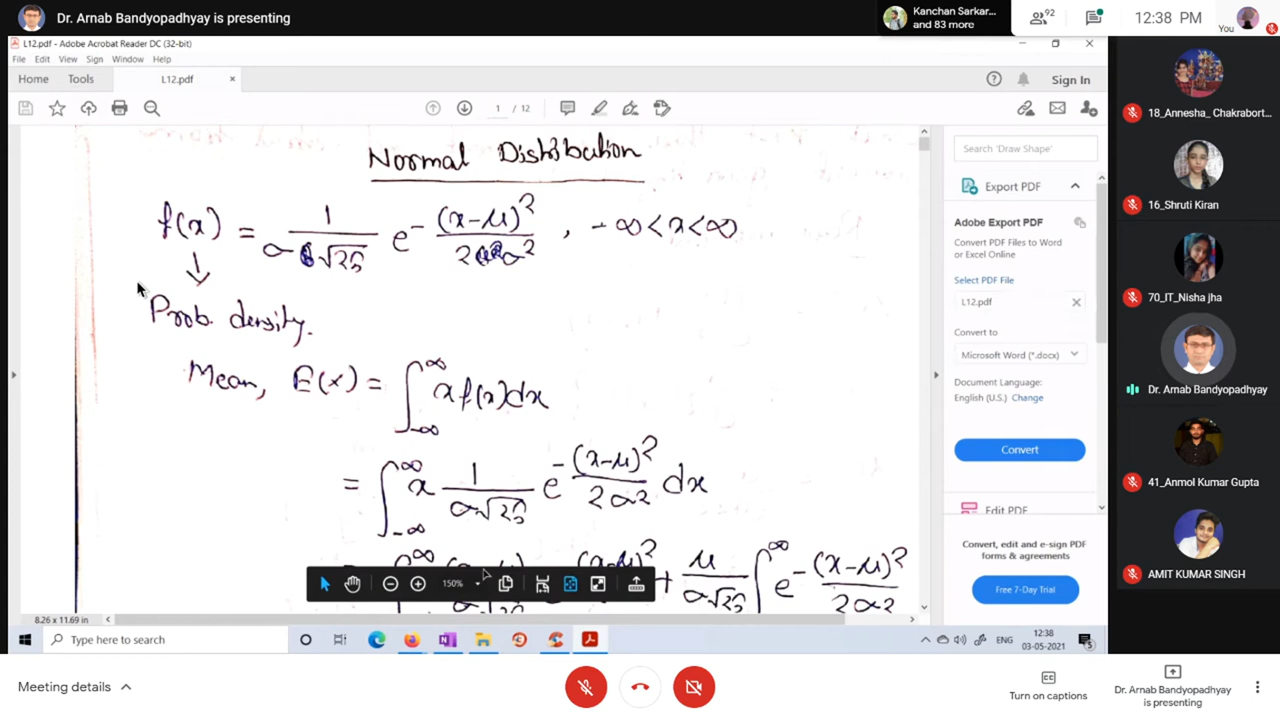 Dr. Arnab Bandyopadhyay is presenting
Kanchan Sarkar...
and 83 more
92
12:38 PM
You
L12.pdf - Adobe Acrobat Reader DC (32-bit)
File Edit View Sign Window Help
Home Tools L12.pdf × Sign In
1 / 12
Normal Distribution
f(x) = 1/(σ√2π) e^-(x-μ)²/2σ², -∞<x<∞
Prob. density.
Mean, E(x) = ∫_-∞^∞ x f(x)dx
= ∫_-∞^∞ x 1/(σ√2π) e^-(x-μ)²/2σ² dx
+ μ/(σ√2π) ∫^∞ e^-(x-μ)²/2σ²
150%
8.26 x 11.69 in
Search 'Draw Shape'
Export PDF
Adobe Export PDF
Convert PDF Files to Word
or Excel Online
Select PDF File
L12.pdf
Convert to
Microsoft Word (*.docx)
Document Language:
English (U.S.) Change
Convert
Edit PDF
Convert, edit and e-sign PDF
forms & agreements
Free 7-Day Trial
Type here to search
ENG
12:38
03-05-2021
5
18_Annesha_ Chakrabort...
16_Shruti Kiran
70_IT_Nisha jha
Dr. Arnab Bandyopadhyay
41_Anmol Kumar Gupta
AMIT KUMAR SINGH
Meeting details
Turn on captions
Dr. Arnab Bandyopadhyay
is presenting